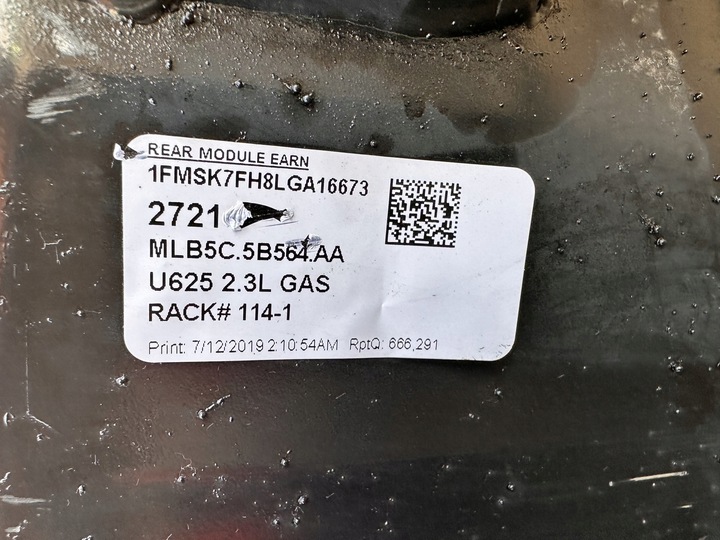 REAR MODULE EARN
1FMSK7FH8LGA16673
2721
MLB5C.5B564.AA
U625 2.3L GAS
RACK# 114-1
Print: 7/12/2019 2:10:54AM RptQ: 666,291